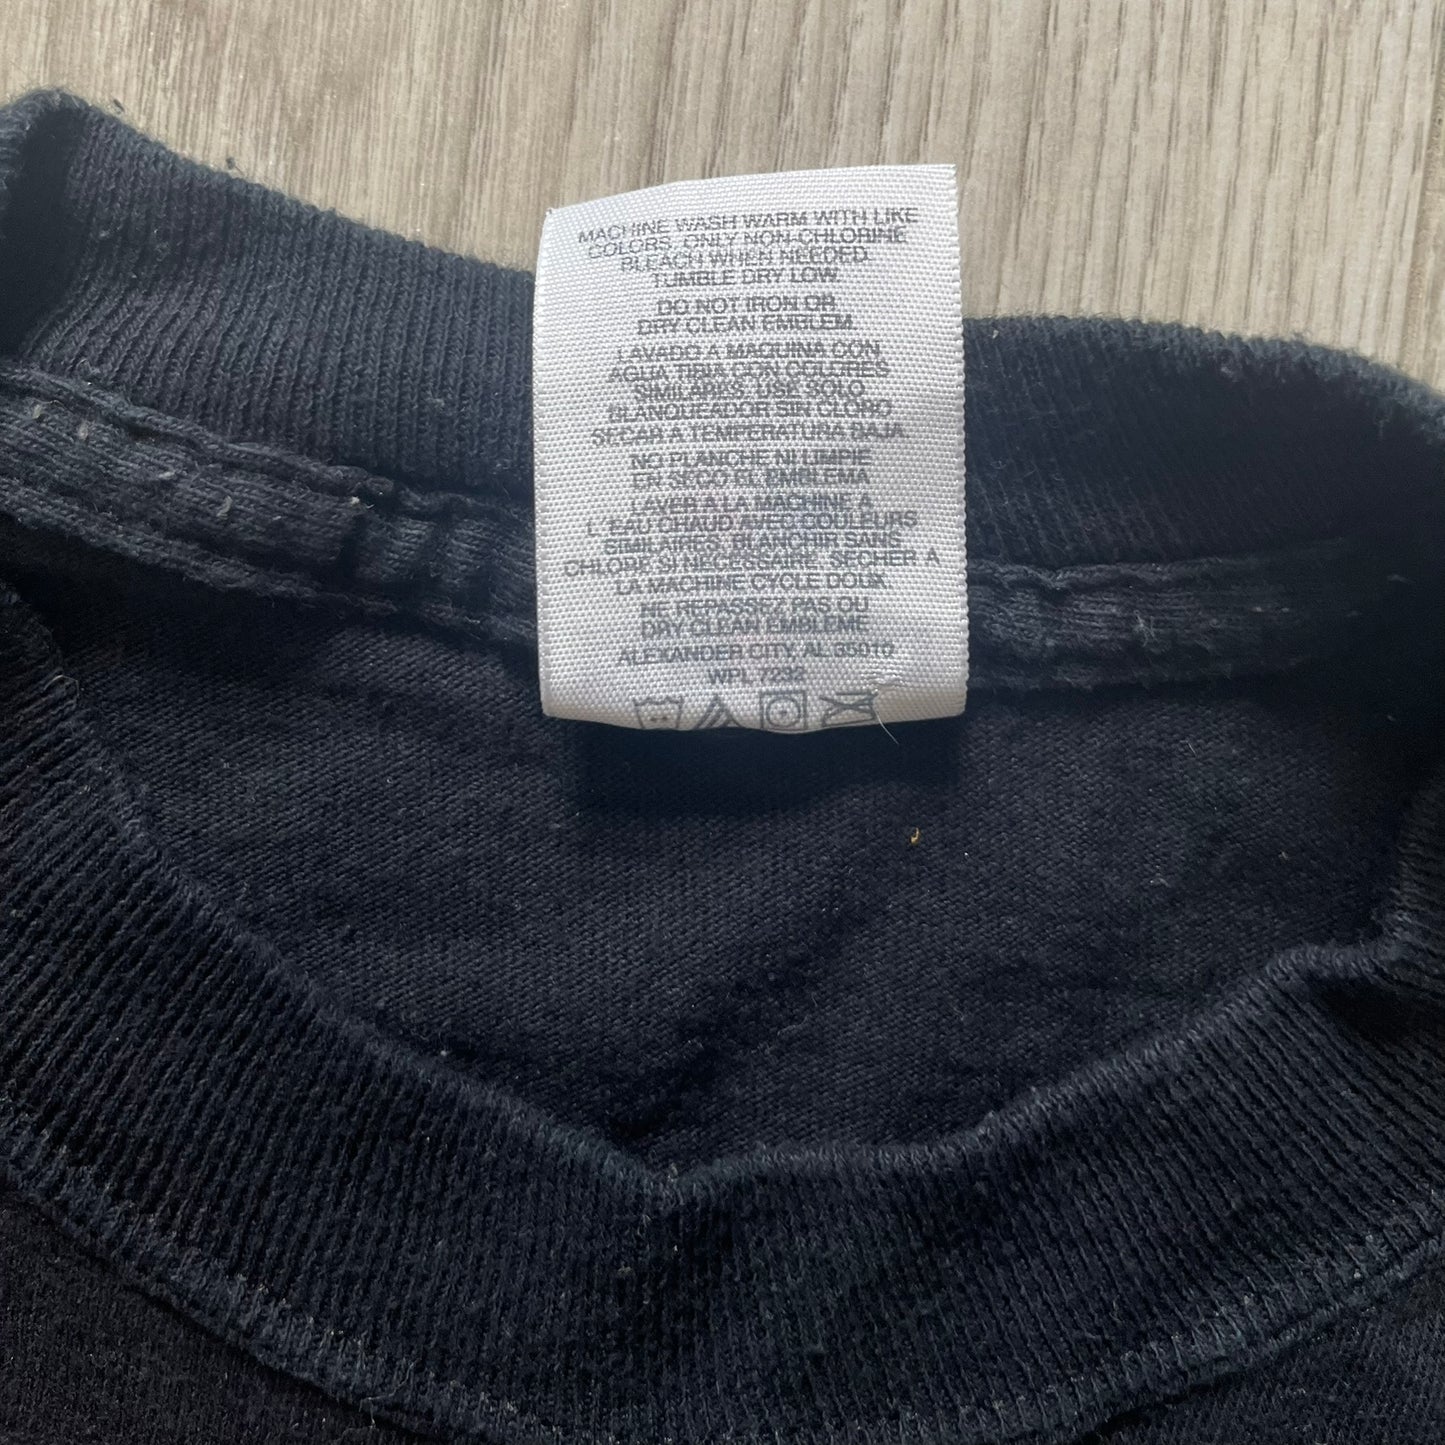 MACHINE WASH WARM WITH LIKE
COLORS, ONLY NON-CHLORINE
BLEACH WHEN NEEDED.
TUMBLE DRY LOW.
DO NOT IRON OR
DRY CLEAN EMBLEM.
LAVADO A MAQUINA CON
AGUA TIBIA CON COLORES
SIMILARES, USE SOLO
BLANQUEADOR SIN CLORO
SECAR A TEMPERATURA BAJA
NO PLANCHE NI LIMPIE
EN SECO EL EMBLEMA
LAVER A LA MACHINE A
L'EAU CHAUD AVEC COULEURS
SIMILAIRES, BLANCHIR SANS
CHLORE SI NÉCESSAIRE, SÉCHER A
LA MACHINE CYCLE DOUX.
NE REPASSEZ PAS OU
DRY CLEAN EMBLEME
ALEXANDER CITY, AL 35010
WPL 7232